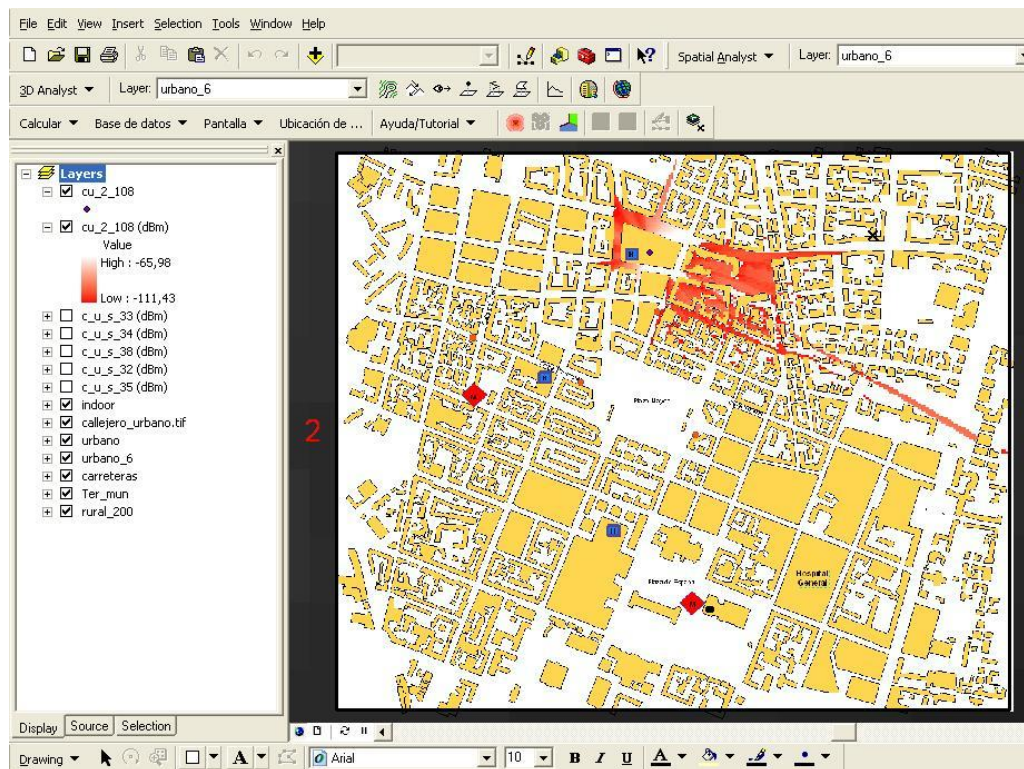 File Edit View Insert Selection Tools Window Help
Spatial Analyst Layer: urbano_6
3D Analyst Layer: urbano_6
Calcular Base de datos Pantalla Ubicación de ... Ayuda/Tutorial
Layers
cu_2_108
cu_2_108 (dBm)
Value
High : -65,98
Low : -111,43
c_u_s_33 (dBm)
c_u_s_34 (dBm)
c_u_s_38 (dBm)
c_u_s_32 (dBm)
c_u_s_35 (dBm)
indoor
callejero_urbano.tif
urbano
urbano_6
carreteras
Ter_mun
rural_200
2
H
Plaza Mayor
H
Hospital
General
Display Source Selection
Drawing A Arial 10 B I U A